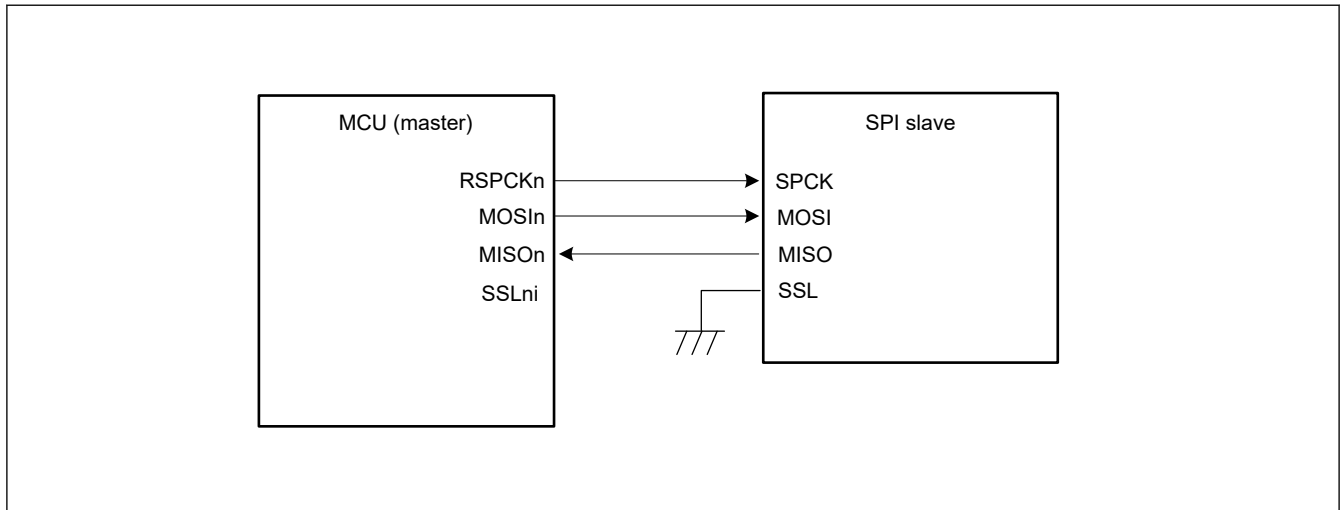 MCU (master)
RSPCKn
MOSIn
MISOn
SSLni
SPI slave
SPCK
MOSI
MISO
SSL